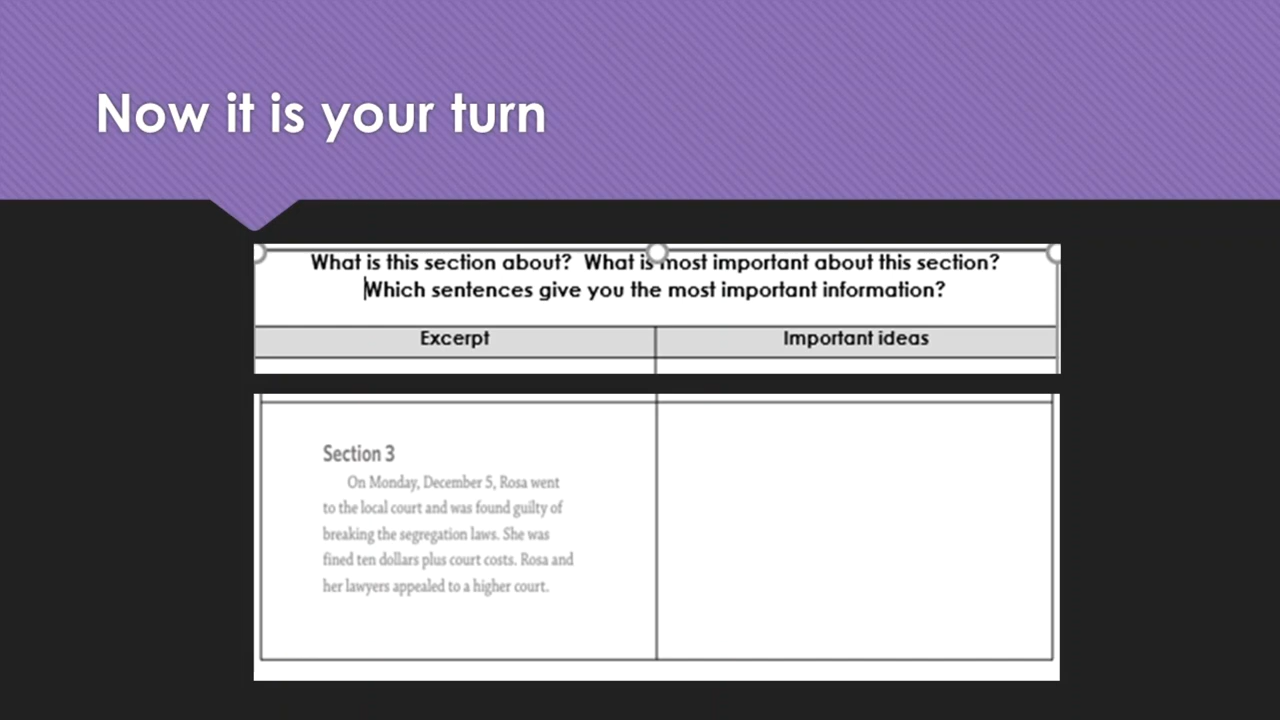 Now it is your turn
What is this section about? What is most important about this section?
Which sentences give you the most important information?
Excerpt
Important ideas
Section 3
On Monday, December 5, Rosa went
to the local court and was found guilty of
breaking the segregation laws. She was
fined ten dollars plus court costs. Rosa and
her lawyers appealed to a higher court.